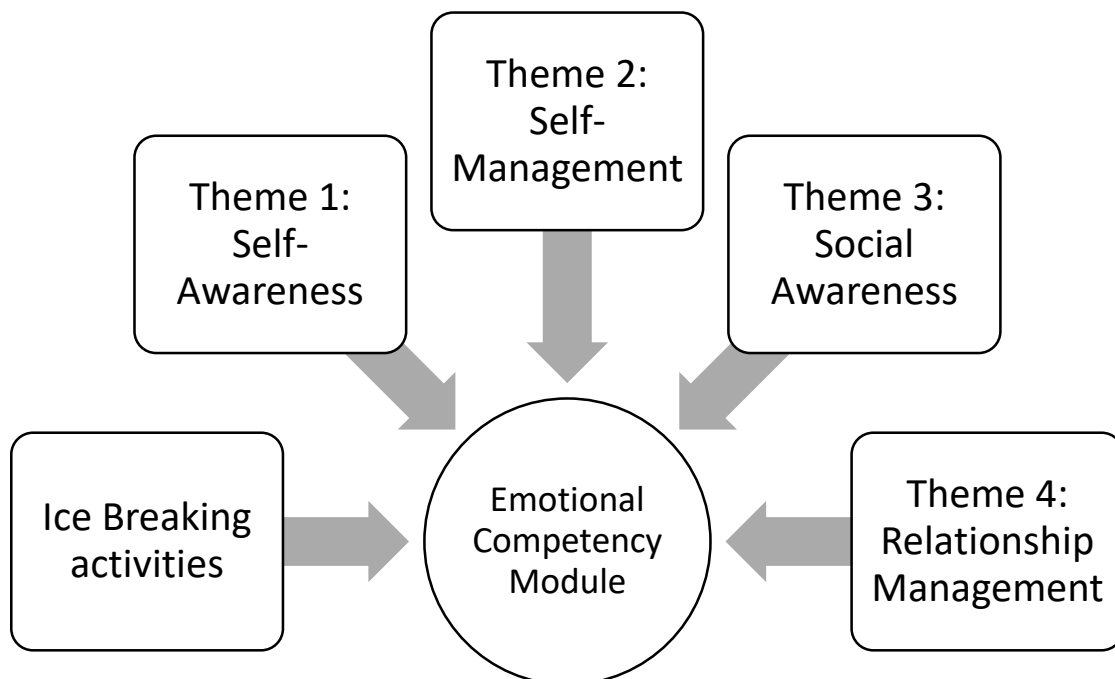 Theme 2:
Self-
Management
Theme 1:
Self-
Awareness
Theme 3:
Social
Awareness
Ice Breaking
activities
Emotional
Competency
Module
Theme 4:
Relationship
Management